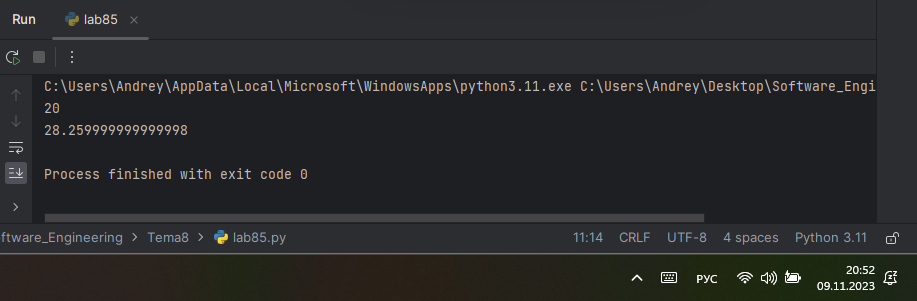 Run lab85
C:\Users\Andrey\AppData\Local\Microsoft\WindowsApps\python3.11.exe C:\Users\Andrey\Desktop\Software_Engi
20
28.259999999999998
Process finished with exit code 0
ftware_Engineering > Tema8 > lab85.py 11:14 CRLF UTF-8 4 spaces Python 3.11
РУС 20:52
09.11.2023